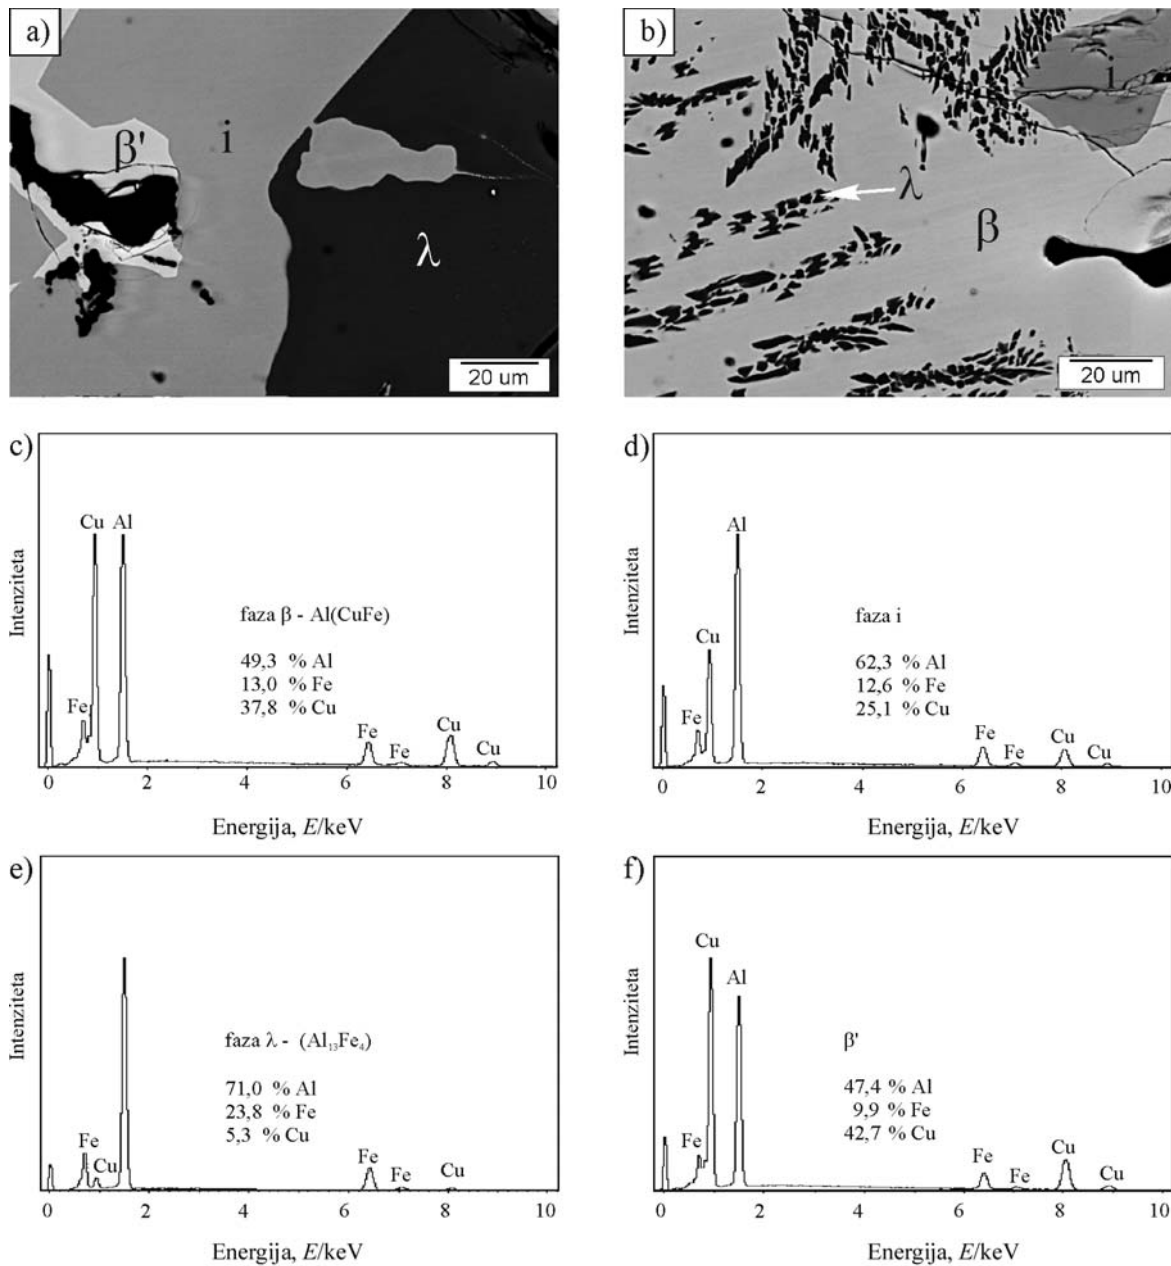 a)
β'
i
λ
20 um
b)
i
λ
β
20 um
c)
Intenziteta
Cu Al
Fe
faza β - Al(CuFe)
49,3 % Al
13,0 % Fe
37,8 % Cu
Fe Fe Cu Cu
0 2 4 6 8 10
Energija, E/keV
d)
Intenziteta
Al
Cu
Fe
faza i
62,3 % Al
12,6 % Fe
25,1 % Cu
Fe Fe Cu Cu
0 2 4 6 8 10
Energija, E/keV
e)
Intenziteta
Fe
Cu
faza λ - (Al₁₃Fe₄)
71,0 % Al
23,8 % Fe
5,3 % Cu
Fe Fe Cu
0 2 4 6 8 10
Energija, E/keV
f)
Intenziteta
Cu
Al
Fe
β'
47,4 % Al
9,9 % Fe
42,7 % Cu
Fe Fe Cu Cu
0 2 4 6 8 10
Energija, E/keV